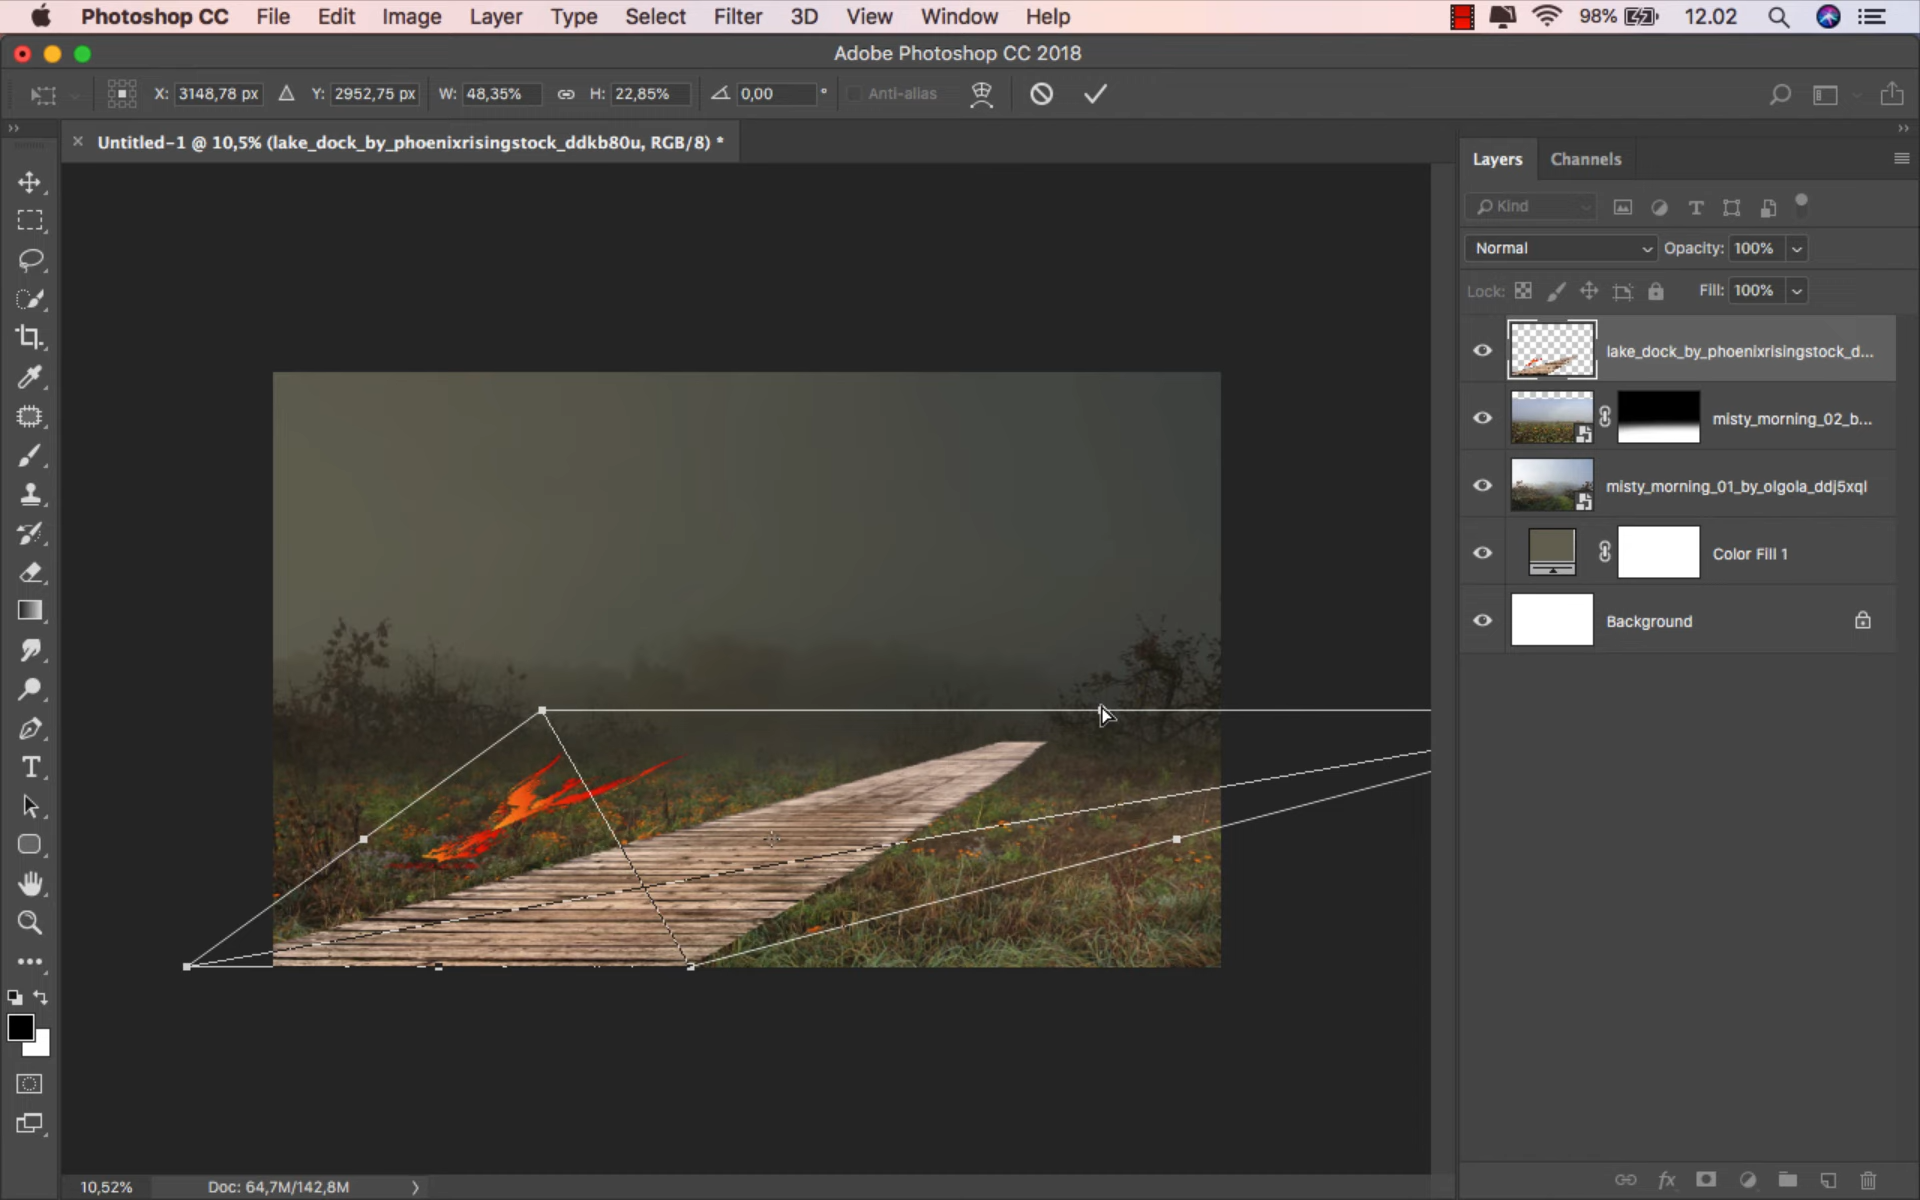 Photoshop CC File Edit Image Layer Type Select Filter 3D View Window Help 98% 12.02
Adobe Photoshop CC 2018
X: 3148,78 px Y: 2952,75 px W: 48,35% H: 22,85% 0,00 ° Anti-alias
Untitled-1 @ 10,5% (lake_dock_by_phoenixrisingstock_ddkb80u, RGB/8) *
Layers Channels
Kind
Normal Opacity: 100%
Lock: Fill: 100%
lake_dock_by_phoenixrisingstock_d...
misty_morning_02_b...
misty_morning_01_by_olgola_ddj5xql
Color Fill 1
Background
10,52% Doc: 64,7M/142,8M